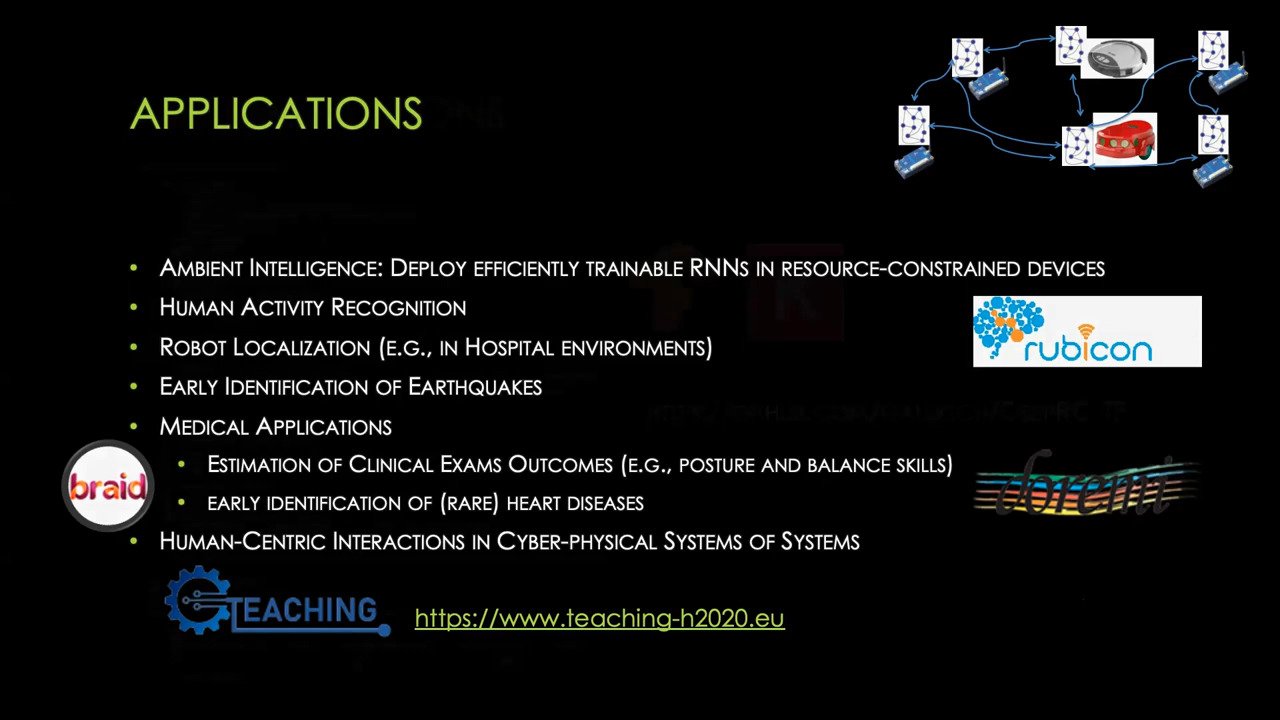 APPLICATIONS
AMBIENT INTELLIGENCE: DEPLOY EFFICIENTLY TRAINABLE RNNS IN RESOURCE-CONSTRAINED DEVICES
HUMAN ACTIVITY RECOGNITION
ROBOT LOCALIZATION (E.G., IN HOSPITAL ENVIRONMENTS)
rubicon
EARLY IDENTIFICATION OF EARTHQUAKES
MEDICAL APPLICATIONS
ESTIMATION OF CLINICAL EXAMS OUTCOMES (E.G., POSTURE AND BALANCE SKILLS)
braid
doremi
EARLY IDENTIFICATION OF (RARE) HEART DISEASES
HUMAN-CENTRIC INTERACTIONS IN CYBER-PHYSICAL SYSTEMS OF SYSTEMS
TEACHING
https://www.teaching-h2020.eu